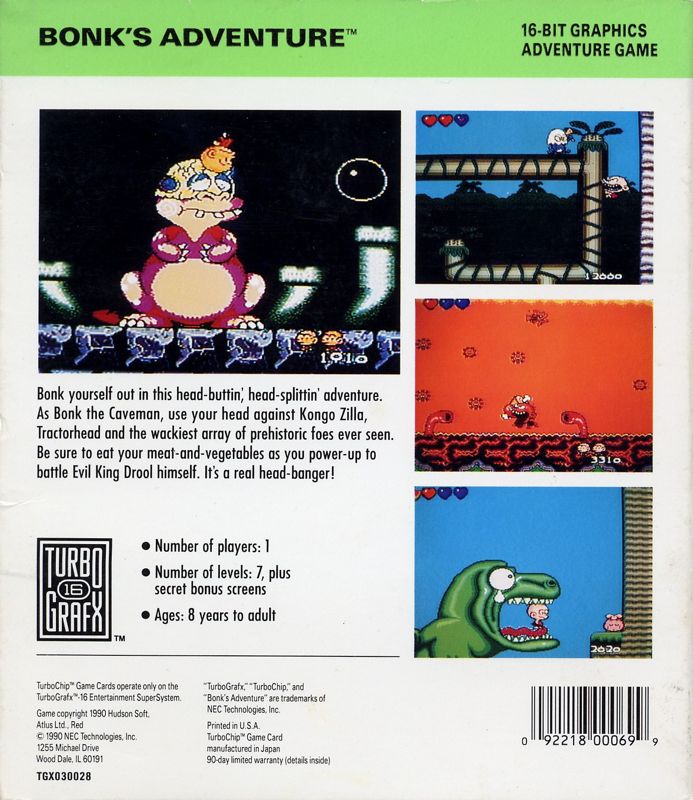 BONK'S ADVENTURE™
16-BIT GRAPHICS
ADVENTURE GAME
1910
12660
3310
2620
Bonk yourself out in this head-buttin', head-splittin' adventure.
As Bonk the Caveman, use your head against Kongo Zilla,
Tractorhead and the wackiest array of prehistoric foes ever seen.
Be sure to eat your meat-and-vegetables as you power-up to
battle Evil King Drool himself. It's a real head-banger!
TURBO
16
GRAFX
™
● Number of players: 1
● Number of levels: 7, plus
secret bonus screens
● Ages: 8 years to adult
TurboChip™ Game Cards operate only on the
TurboGrafx™-16 Entertainment SuperSystem.
Game copyright 1990 Hudson Soft,
Atlus Ltd., Red
© 1990 NEC Technologies, Inc.
1255 Michael Drive
Wood Dale, IL 60191
TGX030028
"TurboGrafx," "TurboChip," and
"Bonk's Adventure" are trademarks of
NEC Technologies, Inc.
Printed in U.S.A.
TurboChip™ Game Card
manufactured in Japan
90-day limited warranty (details inside)
0 92218 00069 9